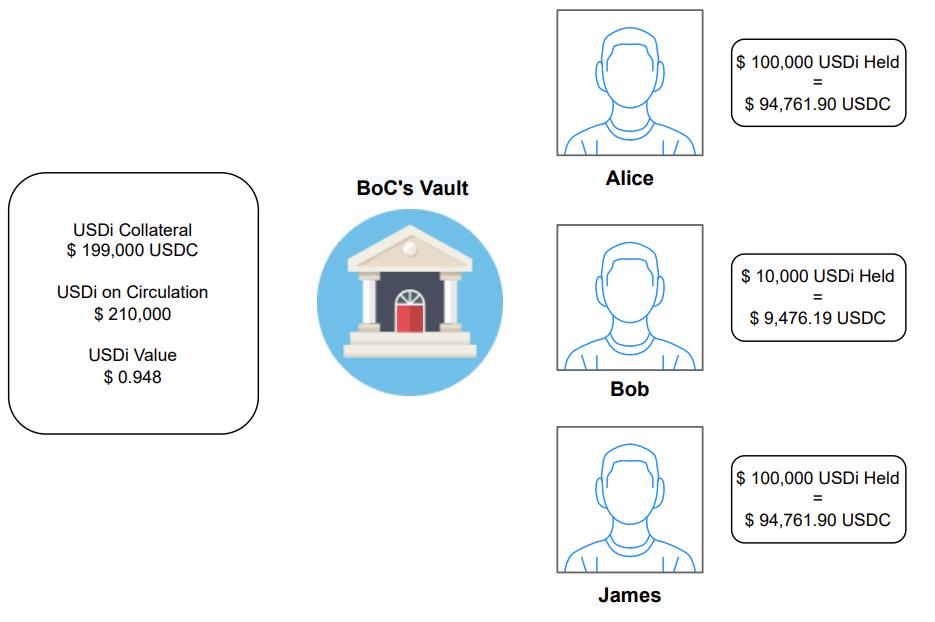 USDi Collateral
$ 199,000 USDC
USDi on Circulation
$ 210,000
USDi Value
$ 0.948
BoC's Vault
$ 100,000 USDi Held
=
$ 94,761.90 USDC
Alice
$ 10,000 USDi Held
=
$ 9,476.19 USDC
Bob
$ 100,000 USDi Held
=
$ 94,761.90 USDC
James